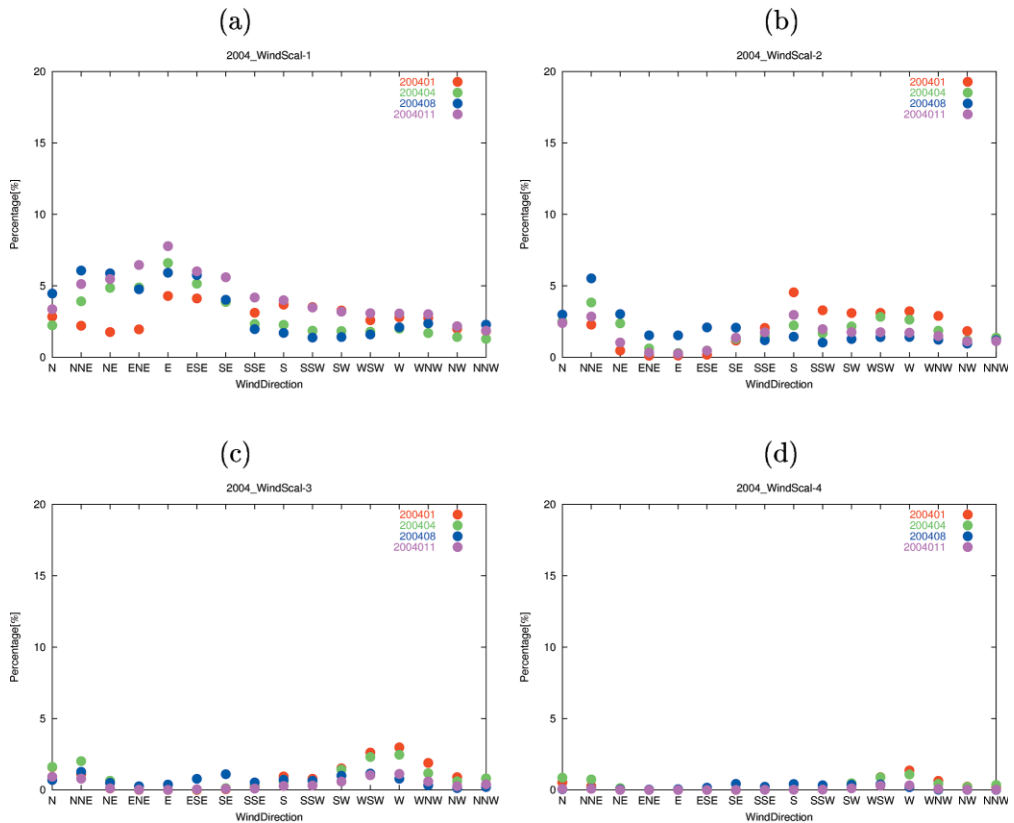 (a)
2004_WindScal-1
20
15
10
5
0
Percentage[%]
200401
200404
200408
2004011
N NNE NE ENE E ESE SE SSE S SSW SW WSW W WNW NW NNW
WindDirection
(b)
2004_WindScal-2
20
15
10
5
0
Percentage[%]
200401
200404
200408
2004011
N NNE NE ENE E ESE SE SSE S SSW SW WSW W WNW NW NNW
WindDirection
(c)
2004_WindScal-3
20
15
10
5
0
Percentage[%]
200401
200404
200408
2004011
N NNE NE ENE E ESE SE SSE S SSW SW WSW W WNW NW NNW
WindDirection
(d)
2004_WindScal-4
20
15
10
5
0
Percentage[%]
200401
200404
200408
2004011
N NNE NE ENE E ESE SE SSE S SSW SW WSW W WNW NW NNW
WindDirection